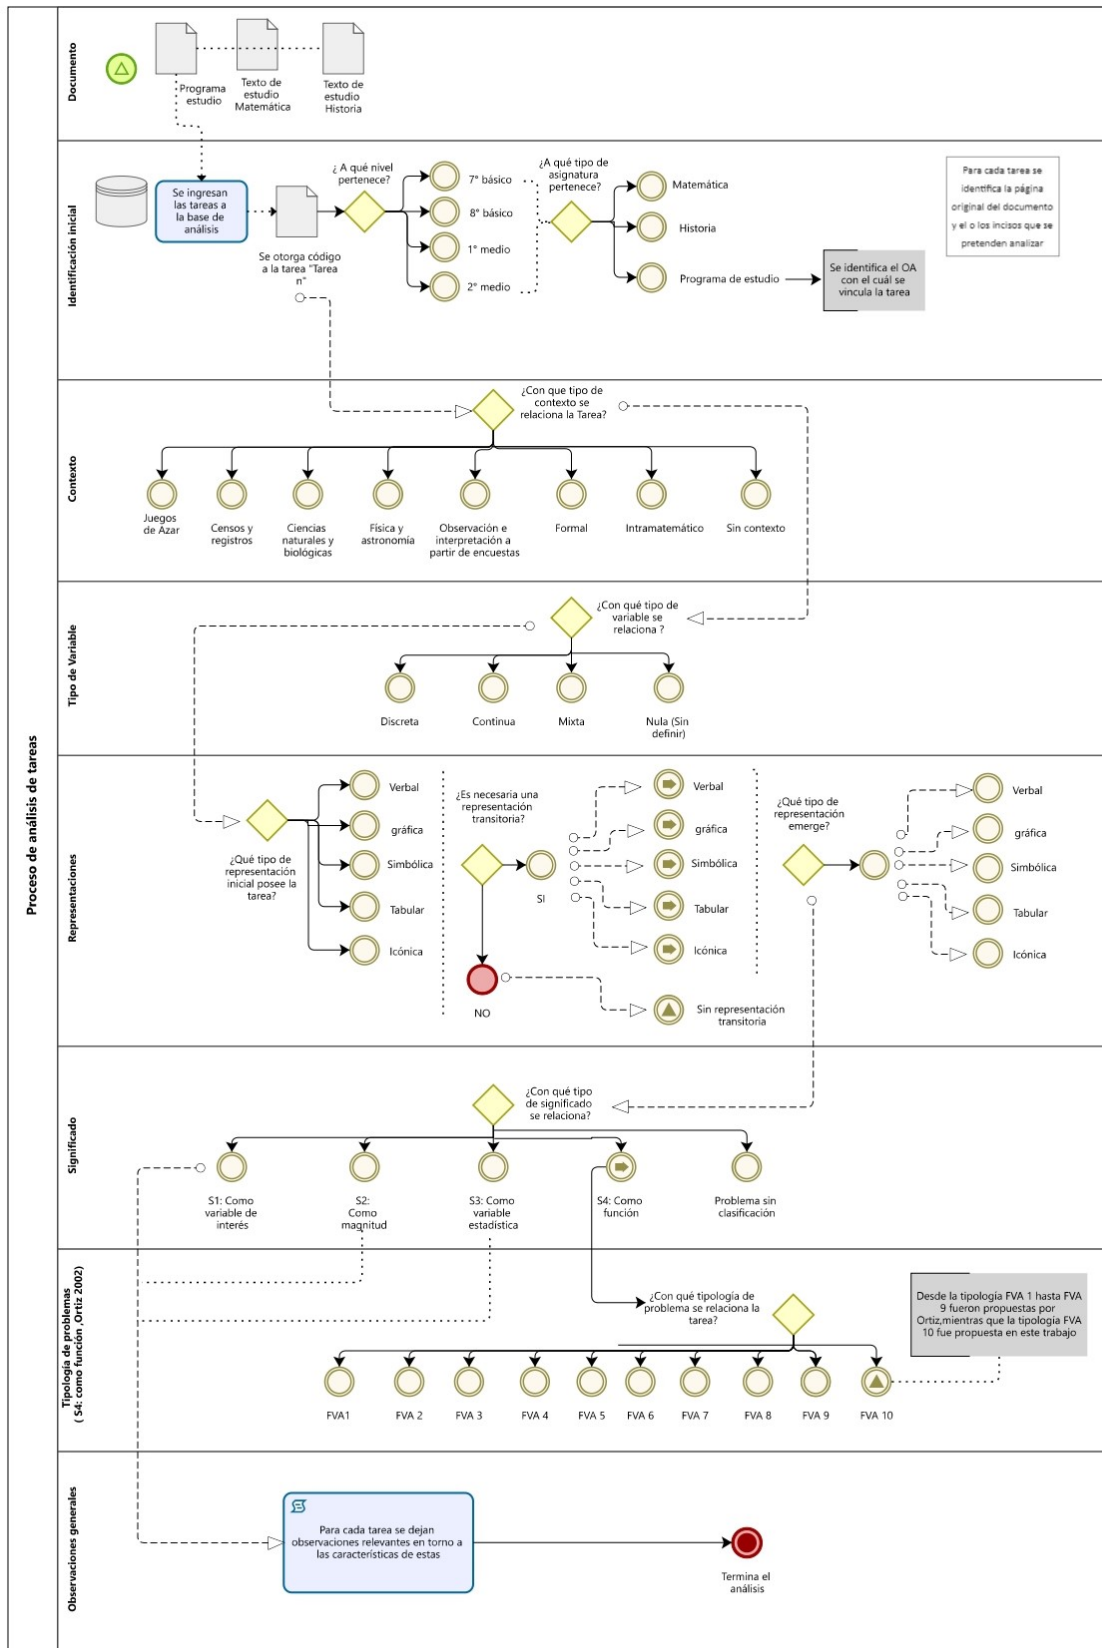 Proceso de análisis de tareas
Documento
Programa
estudio
Texto de
estudio
Matemática
Texto de
estudio
Historia
Identificación inicial
Se ingresan
las tareas a
la base de
análisis
Se otorga código
a la tarea "Tarea
n"
¿ A qué nivel
pertenece?
7° básico
8° básico
1° medio
2° medio
¿A qué tipo de
asignatura
pertenece?
Matemática
Historia
Programa de estudio
Se identifica el OA
con el cuál se
vincula la tarea
Para cada tarea se
identifica la página
original del documento
y el o los incisos que se
pretenden analizar
Contexto
¿Con que tipo de
contexto se
relaciona la Tarea?
Juegos
de Azar
Censos y
registros
Ciencias
naturales y
biológicas
Física y
astronomía
Observación e
interpretación a
partir de encuestas
Formal
Intramatemático
Sin contexto
Tipo de Variable
¿Con qué tipo de
variable se
relaciona ?
Discreta
Continua
Mixta
Nula (Sin
definir)
Representaciones
¿Qué tipo de
representación
inicial posee la
tarea?
Verbal
gráfica
Simbólica
Tabular
Icónica
¿Es necesaria una
representación
transitoria?
SI
NO
Verbal
gráfica
Simbólica
Tabular
Icónica
Sin representación
transitoria
¿Qué tipo de
representación
emerge?
Verbal
gráfica
Simbólica
Tabular
Icónica
Significado
¿Con qué tipo
de significado
se relaciona?
S1: Como
variable de
interés
S2:
Como
magnitud
S3: Como
variable
estadística
S4: Como
función
Problema sin
clasificación
Tipología de problemas
( S4: como función ,Ortiz 2002)
¿Con qué tipología de
problema se relaciona la
tarea?
Desde la tipología FVA 1 hasta FVA
9 fueron propuestas por
Ortiz,mientras que la tipologia FVA
10 fue propuesta en este trabajo
FVA1
FVA 2
FVA 3
FVA 4
FVA 5
FVA 6
FVA 7
FVA 8
FVA 9
FVA 10
Observaciones generales
Para cada tarea se dejan
observaciones relevantes en torno a
las características de estas
Termina el
análisis